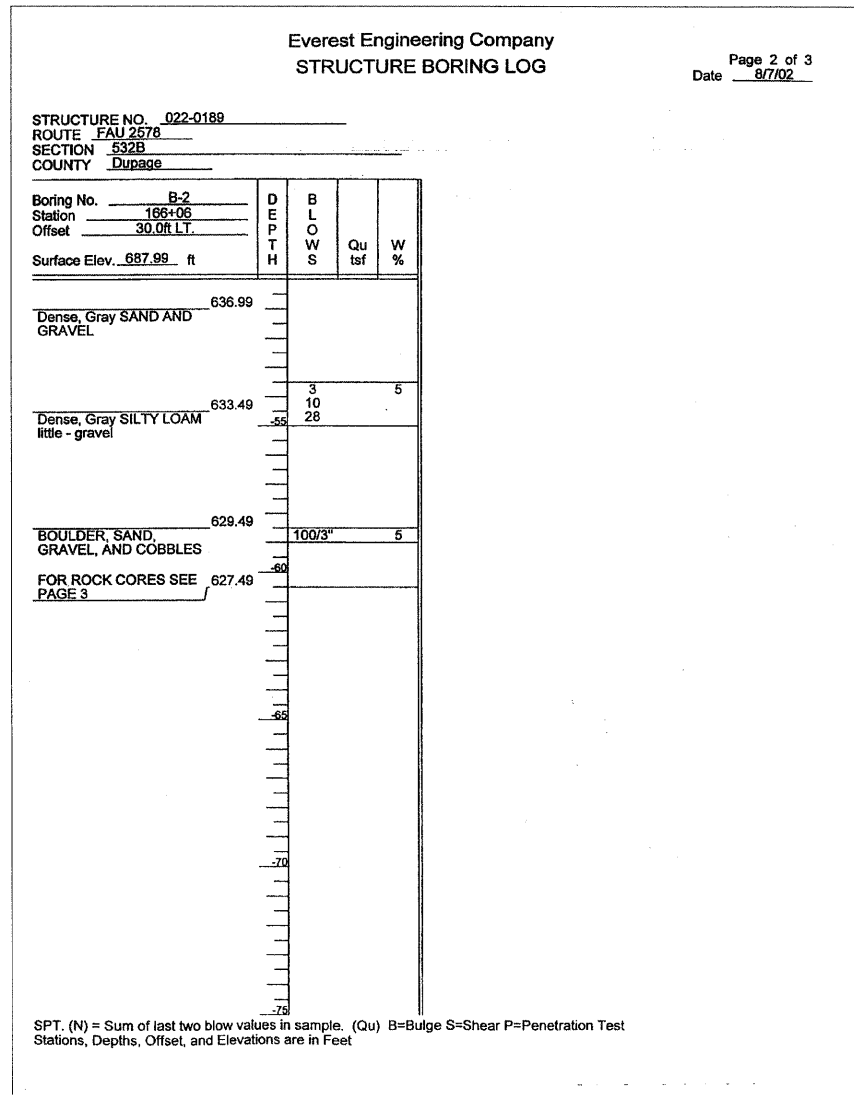 Everest Engineering Company
STRUCTURE BORING LOG
Page 2 of 3
Date 8/7/02
STRUCTURE NO. 022-0189
ROUTE FAU 2578
SECTION 532B
COUNTY Dupage
Boring No. B-2
Station 166+06
Offset 30.0ft LT.
Surface Elev. 687.99 ft
DEPTH
BLOWS
Qu tsf
W %
636.99
Dense, Gray SAND AND
GRAVEL
3 5
633.49 10
Dense, Gray SILTY LOAM -55 28
little - gravel
629.49
BOULDER, SAND, 100/3" 5
GRAVEL, AND COBBLES
-60
FOR ROCK CORES SEE 627.49
PAGE 3
-65
-70
-75
SPT. (N) = Sum of last two blow values in sample. (Qu) B=Bulge S=Shear P=Penetration Test
Stations, Depths, Offset, and Elevations are in Feet